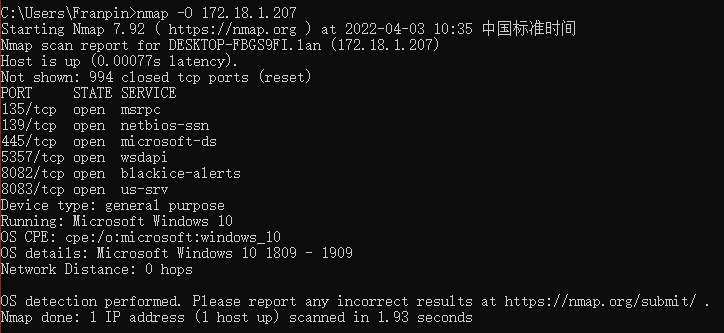 C:\Users\Franpin>nmap -O 172.18.1.207
Starting Nmap 7.92 ( https://nmap.org ) at 2022-04-03 10:35 中国标准时间
Nmap scan report for DESKTOP-FBGS9FI.lan (172.18.1.207)
Host is up (0.00077s latency).
Not shown: 994 closed tcp ports (reset)
PORT     STATE SERVICE
135/tcp  open  msrpc
139/tcp  open  netbios-ssn
445/tcp  open  microsoft-ds
5357/tcp open  wsdapi
8082/tcp open  blackice-alerts
8083/tcp open  us-srv
Device type: general purpose
Running: Microsoft Windows 10
OS CPE: cpe:/o:microsoft:windows_10
OS details: Microsoft Windows 10 1809 - 1909
Network Distance: 0 hops
OS detection performed. Please report any incorrect results at https://nmap.org/submit/ .
Nmap done: 1 IP address (1 host up) scanned in 1.93 seconds